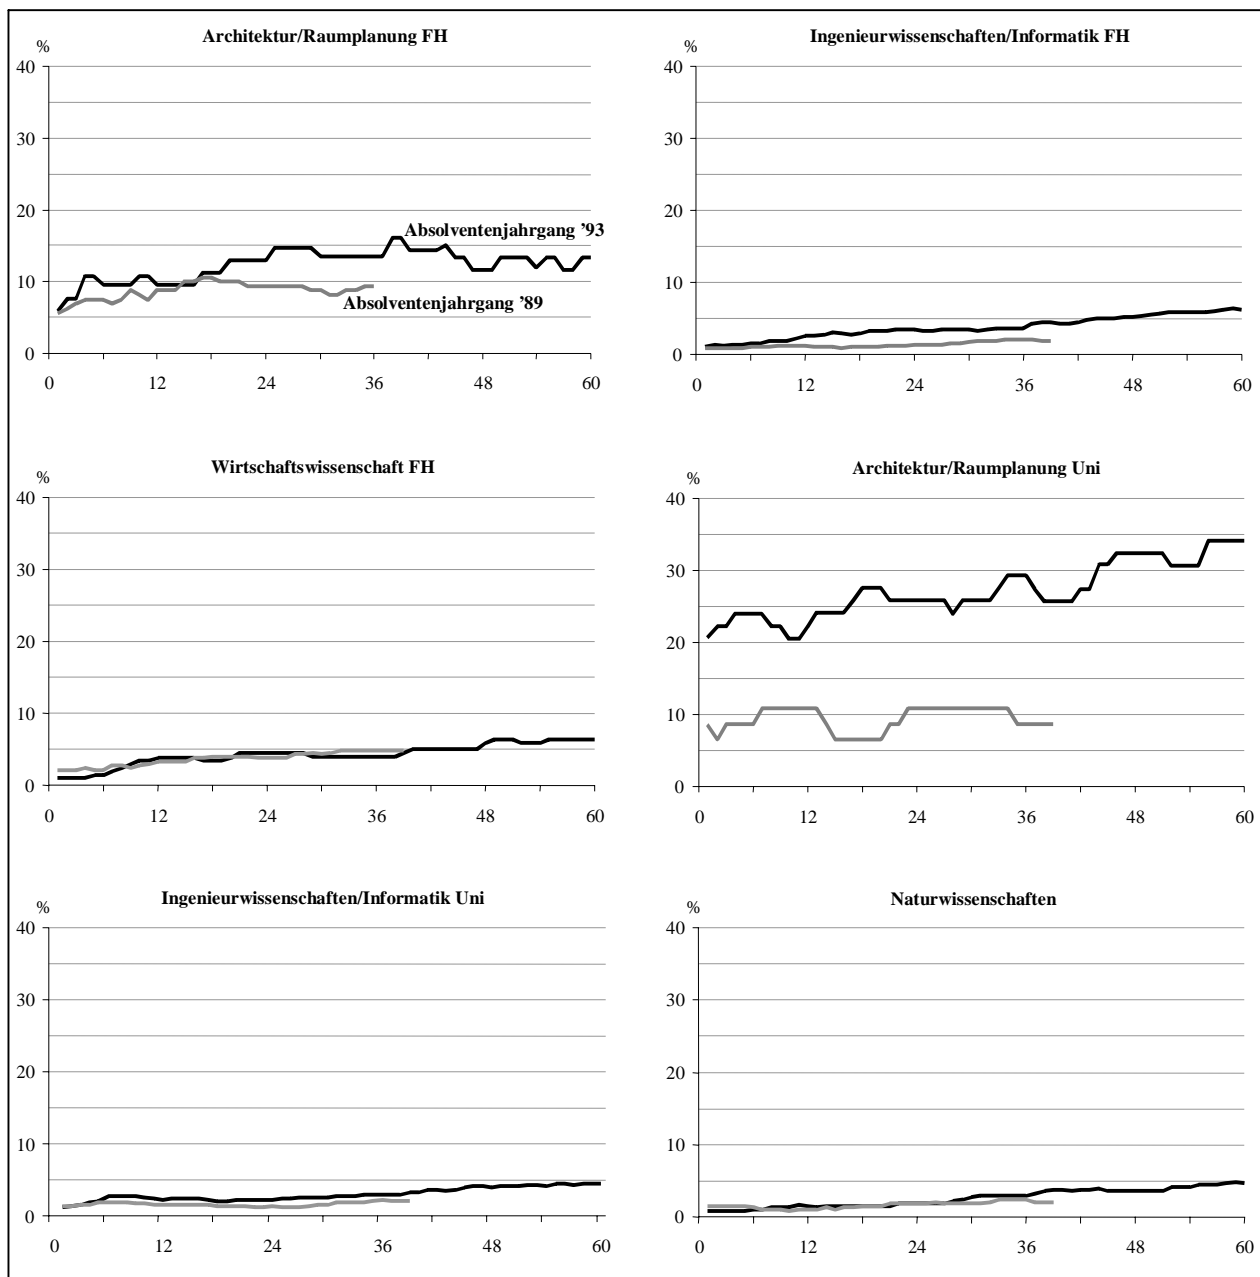 Architektur/Raumplanung FH
%
40
30
20
10
0
Absolventenjahrgang '93
Absolventenjahrgang '89
0 12 24 36 48 60
Ingenieurwissenschaften/Informatik FH
%
40
30
20
10
0
0 12 24 36 48 60
Wirtschaftswissenschaft FH
%
40
30
20
10
0
0 12 24 36 48 60
Architektur/Raumplanung Uni
%
40
30
20
10
0
0 12 24 36 48 60
Ingenieurwissenschaften/Informatik Uni
%
40
30
20
10
0
0 12 24 36 48 60
Naturwissenschaften
%
40
30
20
10
0
0 12 24 36 48 60